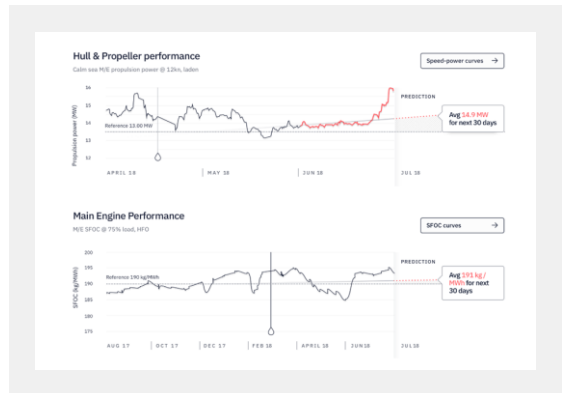 Hull & Propeller performance
Calm sea M/E propulsion power @ 12kn, laden
Speed-power curves →
Propulsion power (MW)
16
15
14
13
12
Reference 13.00 MW
PREDICTION
Avg 14.9 MW
for next 30 days
APRIL 18
MAY 18
JUN 18
JUL 18
Main Engine Performance
M/E SFOC @ 75% load, HFO
SFOC curves →
SFOC (kg/MWh)
200
195
190
185
180
175
Reference 190 kg/MWh
PREDICTION
Avg 191 kg /
MWh for next
30 days
AUG 17
OCT 17
DEC 17
FEB 18
APRIL 18
JUN18
JUL18